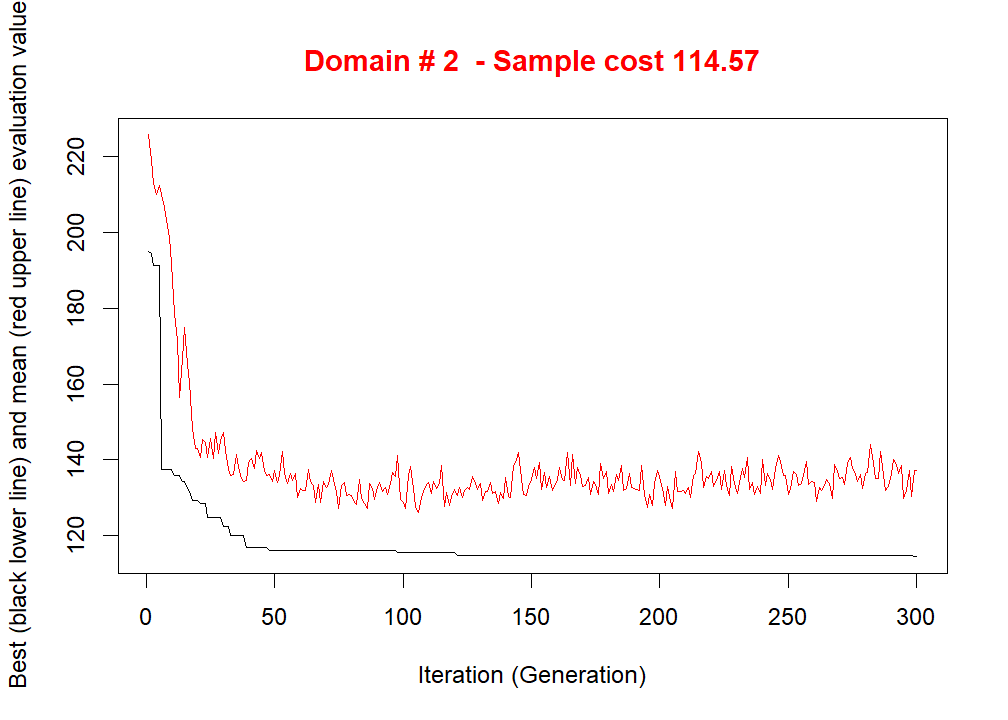 Domain # 2  - Sample cost 114.57
Best (black lower line) and mean (red upper line) evaluation value
220
200
180
160
140
120
0 50 100 150 200 250 300
Iteration (Generation)